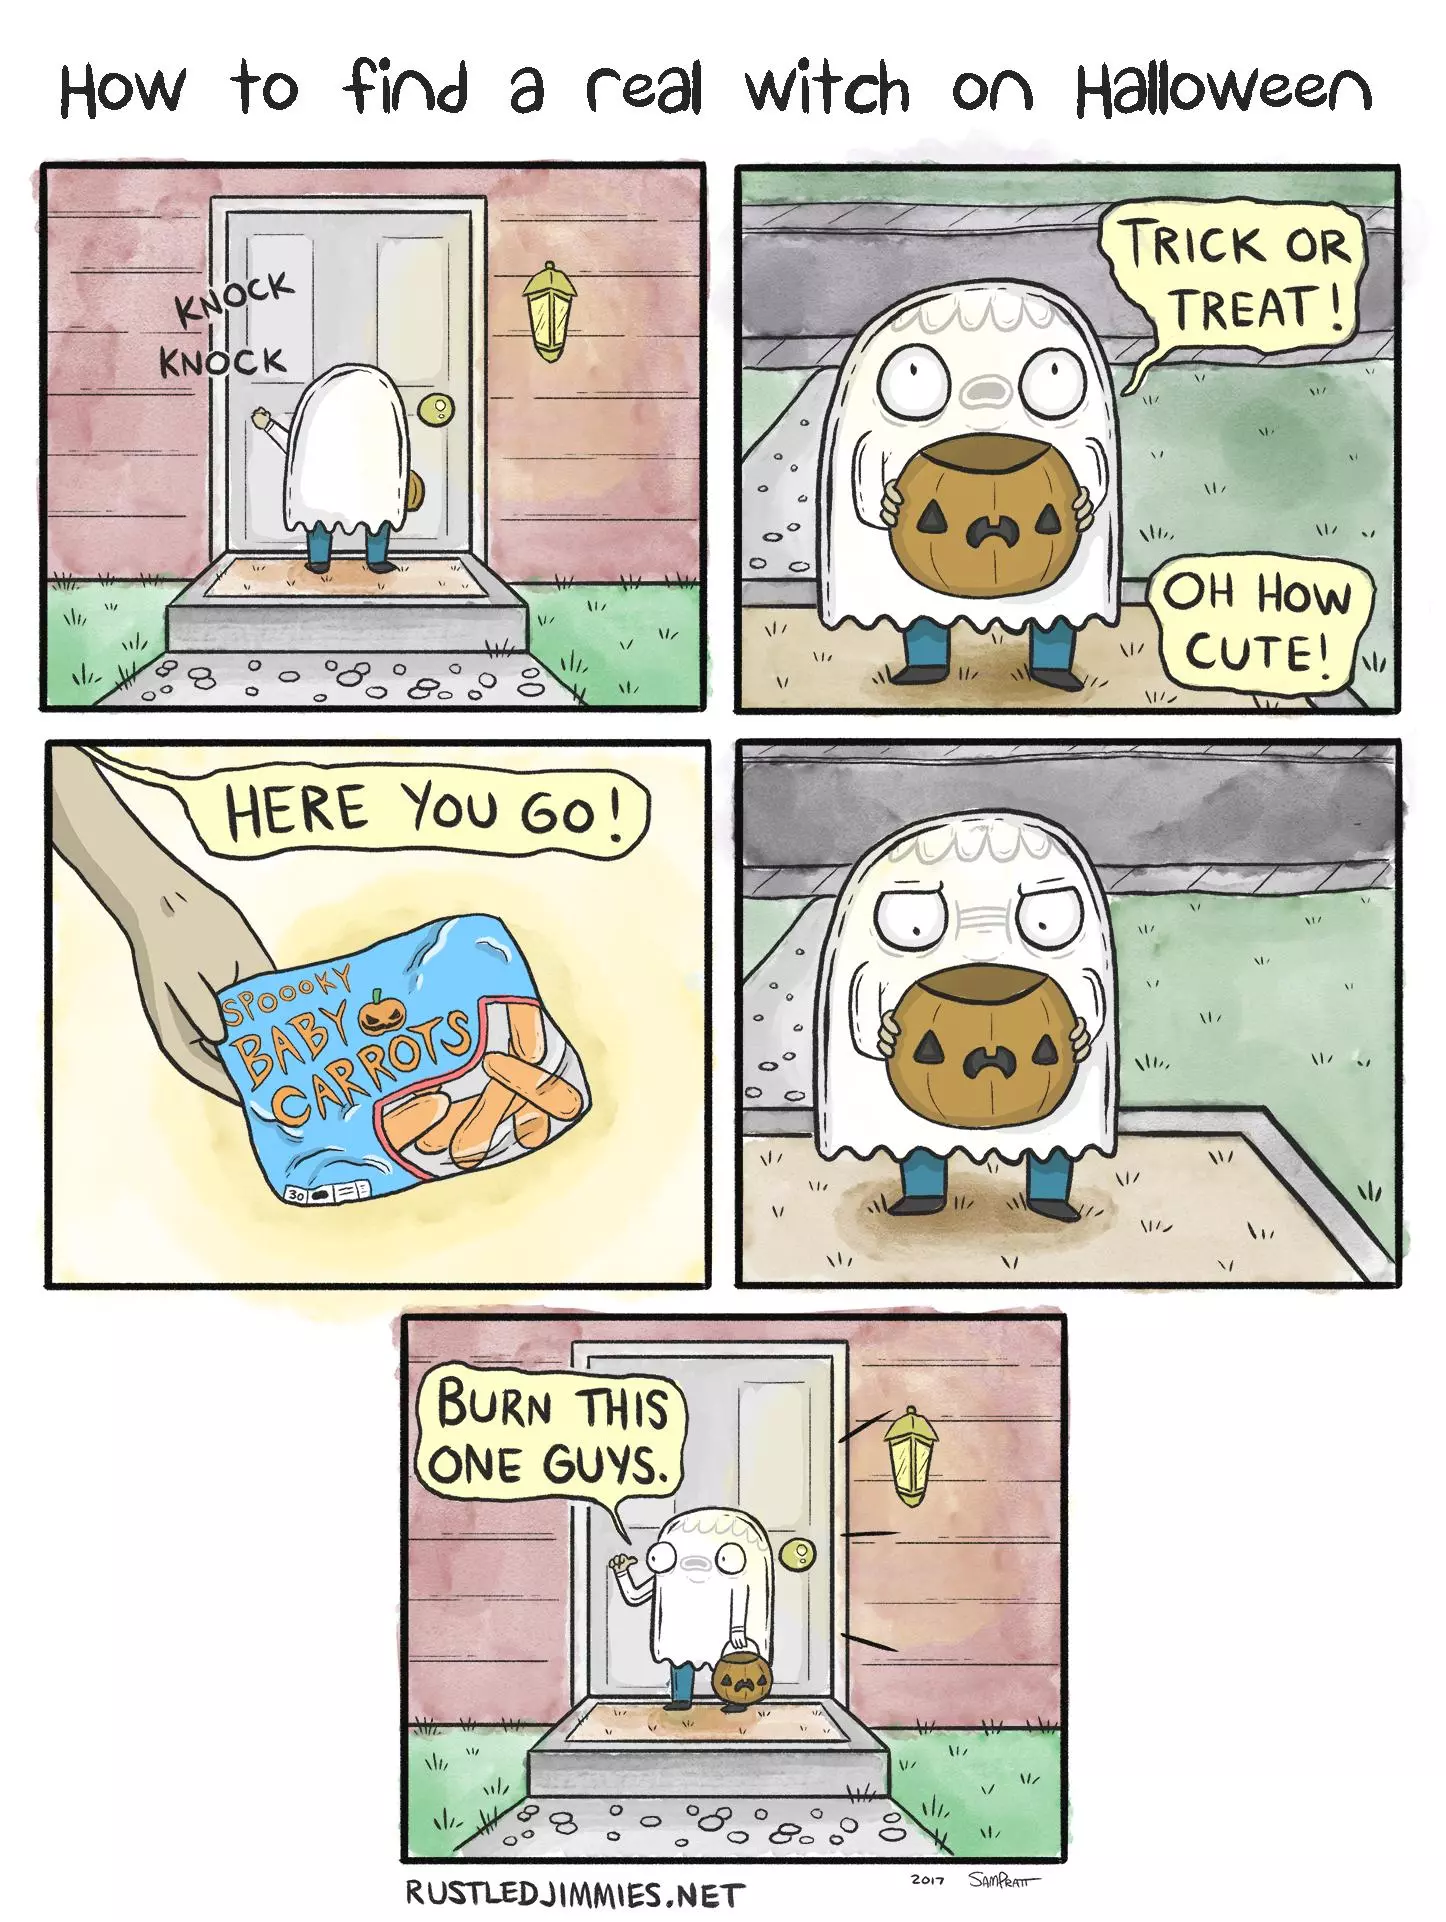 How to find a real witch on Halloween
KNOCK
KNOCK
TRICK OR
TREAT!
OH HOW
CUTE!
HERE YOU GO!
SPOOOKY
BABY
CARROTS
30
BURN THIS
ONE GUYS.
RUSTLEDJIMMIES.NET
2017 SAMPRATT